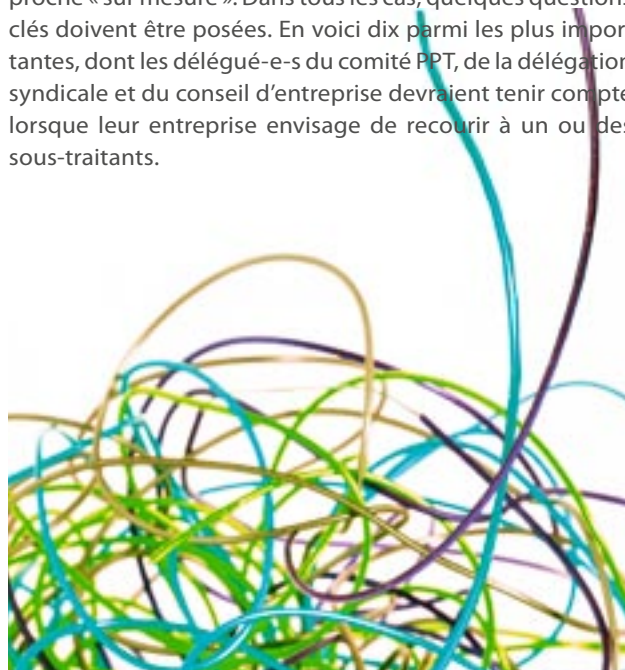 proche « sur mesure ». Dans tous les cas, quelques questions
clés doivent être posées. En voici dix parmi les plus impor
tantes, dont les délégué-e-s du comité PPT, de la délégation
syndicale et du conseil d’entreprise devraient tenir compte
lorsque leur entreprise envisage de recourir à un ou des
sous-traitants.